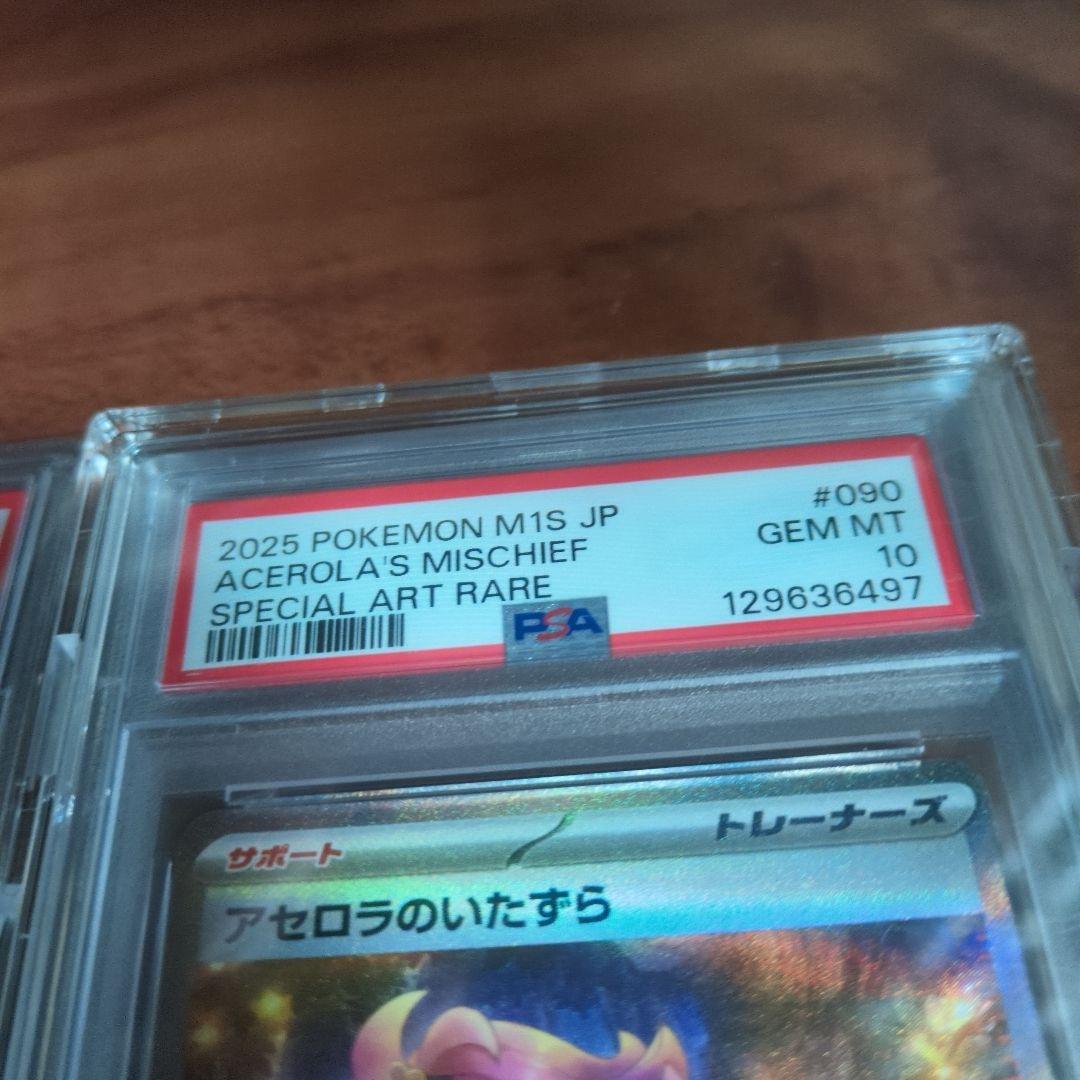 2025 POKEMON M1S JP #090
ACEROLA'S MISCHIEF GEM MT
SPECIAL ART RARE 10
PSA 129636497
サポート トレーナーズ
アセロラのいたずら